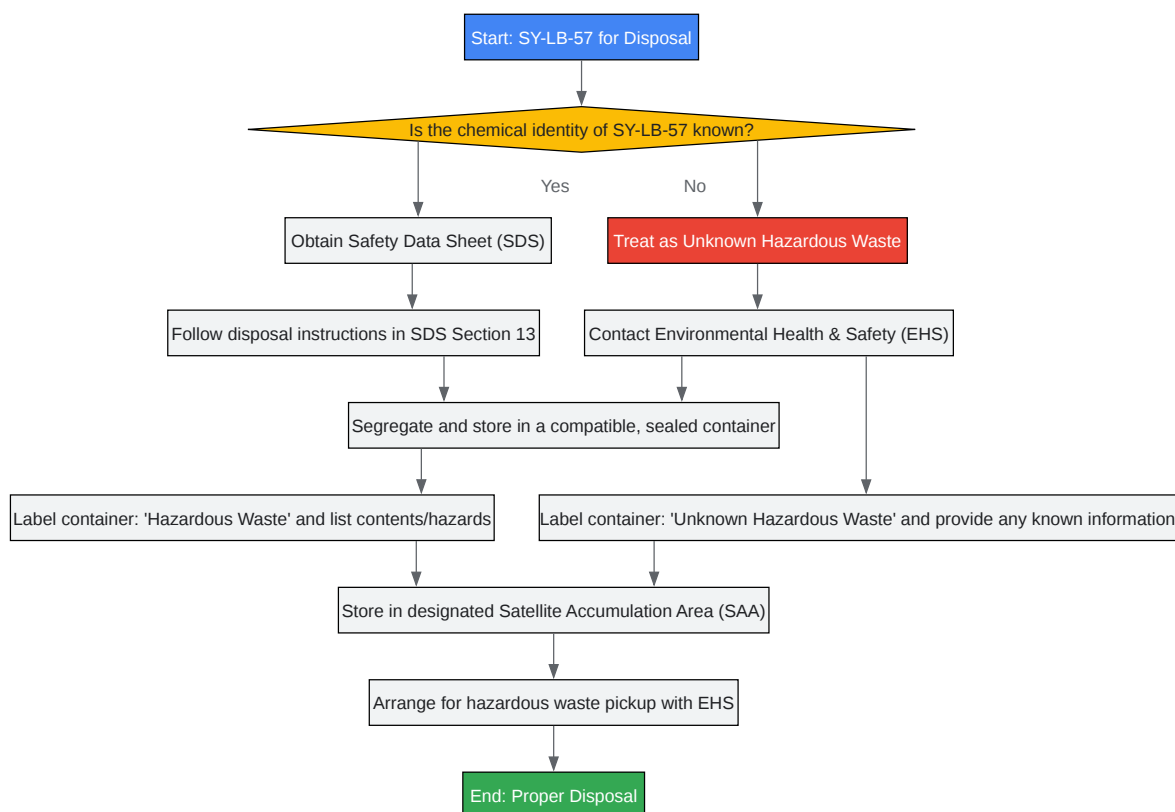 Start: SY-LB-57 for Disposal
Is the chemical identity of SY-LB-57 known?
Yes
No
Obtain Safety Data Sheet (SDS)
Treat as Unknown Hazardous Waste
Follow disposal instructions in SDS Section 13
Contact Environmental Health & Safety (EHS)
Segregate and store in a compatible, sealed container
Label container: 'Hazardous Waste' and list contents/hazards
Label container: 'Unknown Hazardous Waste' and provide any known information
Store in designated Satellite Accumulation Area (SAA)
Arrange for hazardous waste pickup with EHS
End: Proper Disposal